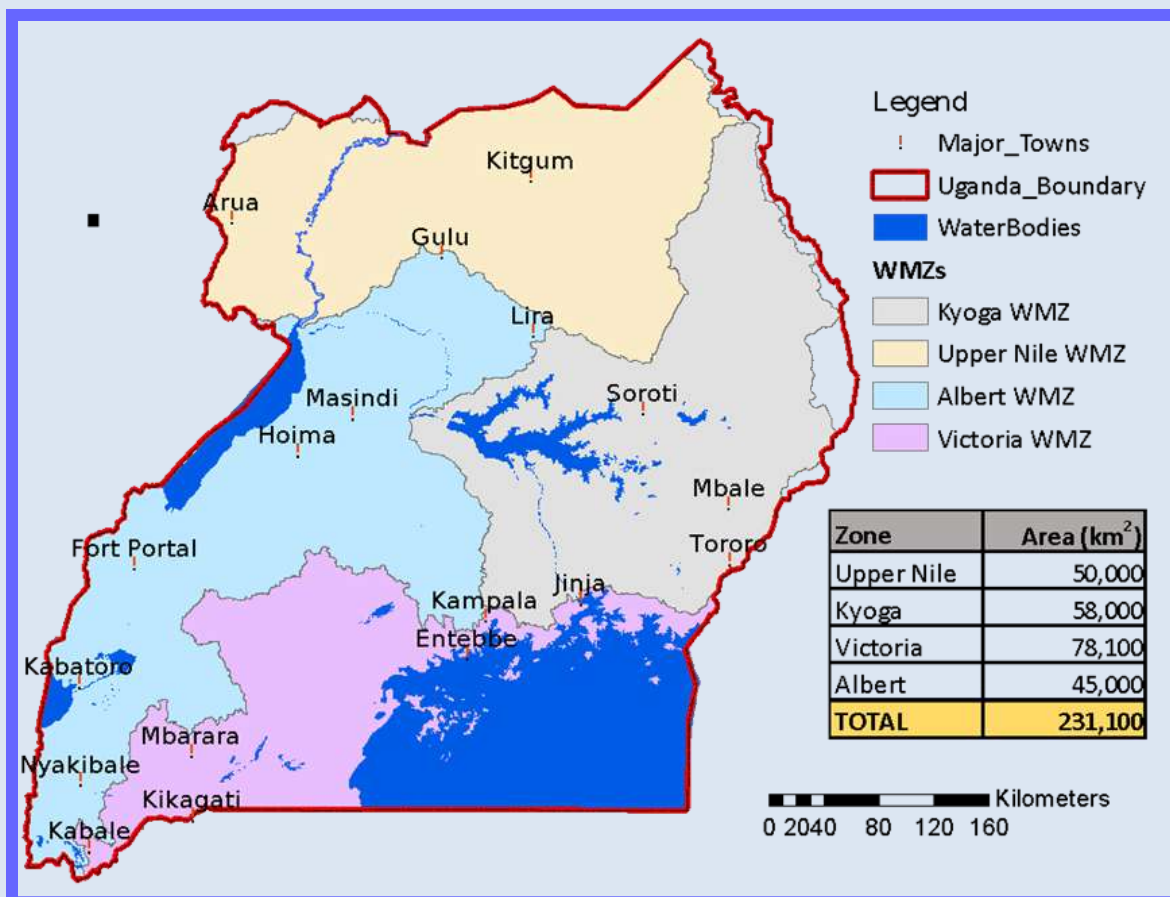 Legend
Major_Towns
Uganda_Boundary
WaterBodies
WMZs
Kyoga WMZ
Upper Nile WMZ
Albert WMZ
Victoria WMZ
Kitgum
Arua
Gulu
Lira
Masindi
Soroti
Hoima
Mbale
Fort Portal
Tororo
Jinja
Kampala
Entebbe
Kabatoro
Mbarara
Nyakibale
Kikagati
Kabale
Zone Area (km²)
Upper Nile 50,000
Kyoga 58,000
Victoria 78,100
Albert 45,000
TOTAL 231,100
Kilometers
0 20 40 80 120 160